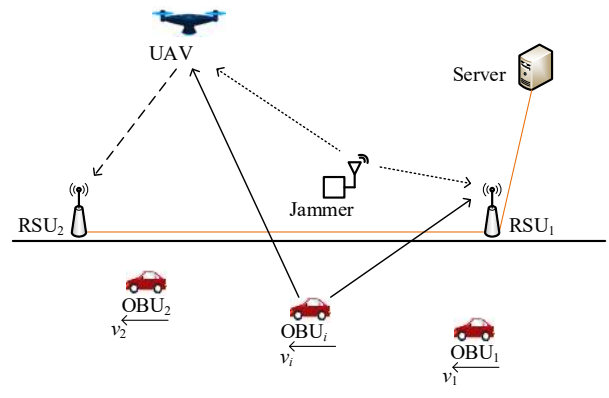 UAV
Server
Jammer
RSU₂
RSU₁
OBU₂
v₂
OBUᵢ
vᵢ
OBU₁
v₁